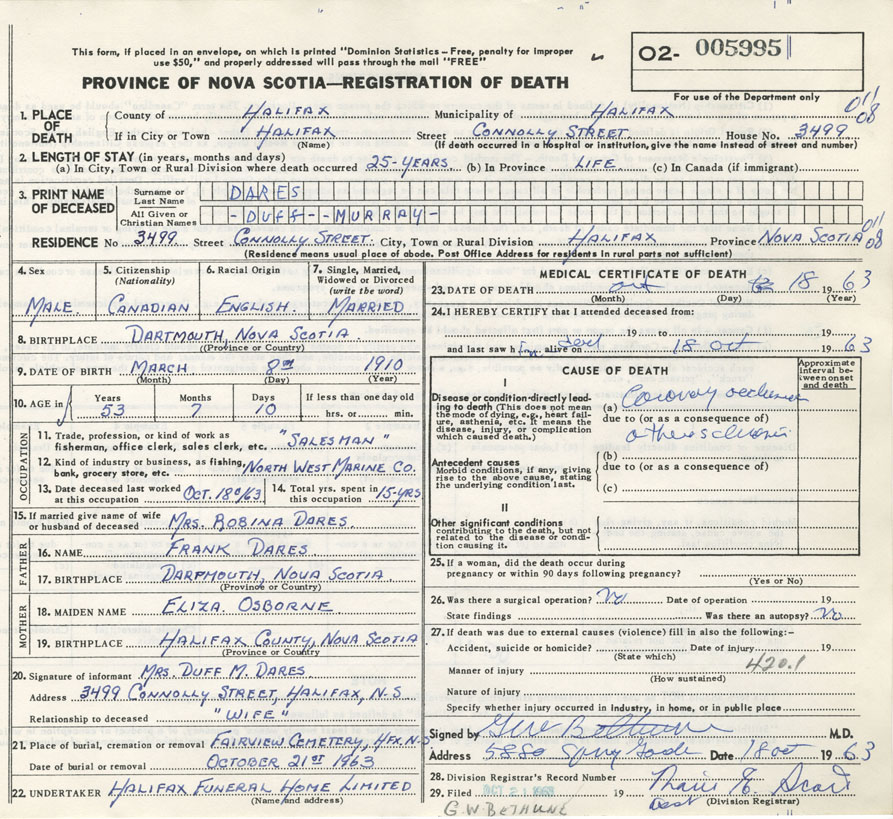 This form, if placed in an envelope, on which is printed "Dominion Statistics – Free, penalty for improper
use $50," and properly addressed will pass through the mail "FREE"
O2- 005995
PROVINCE OF NOVA SCOTIA—REGISTRATION OF DEATH
For use of the Department only
1. PLACE OF DEATH County of HALIFAX Municipality of HALIFAX 011
If in City or Town HALIFAX Street CONNOLLY STREET. House No. 3499 08
(Name) (If death occurred in a Hospital or institution, give the name instead of street and number)
2. LENGTH OF STAY (in years, months and days)
(a) In City, Town or Rural Division where death occurred 25-YEARS (b) In Province LIFE. (c) In Canada (if immigrant)
3. PRINT NAME OF DECEASED Surname or Last Name DARES
All Given or Christian Names -DUFF--MURRAY-
RESIDENCE No 3499 Street CONNOLLY STREET. City, Town or Rural Division HALIFAX Province NOVA SCOTIA 011 08
(Residence means usual place of abode. Post Office Address for residents in rural parts not sufficient)
4. Sex MALE.
5. Citizenship (Nationality) CANADIAN
6. Racial Origin ENGLISH.
7. Single, Married, Widowed or Divorced (write the word) MARRIED
8. BIRTHPLACE DARTMOUTH, NOVA SCOTIA
(Province or Country)
9. DATE OF BIRTH MARCH 8TH 1910
(Month) (Day) (Year)
10. AGE in Years 53 Months 7 Days 10 If less than one day old hrs. or min.
OCCUPATION
11. Trade, profession, or kind of work as
fisherman, office clerk, sales clerk, etc. "SALESMAN"
12. Kind of industry or business, as fishing,
bank, grocery store, etc. NORTH WEST MARINE CO.
13. Date deceased last worked at this occupation OCT. 18th/63
14. Total yrs. spent in this occupation 15-YRS.
15. If married give name of wife
or husband of deceased MRS. ROBINA DARES.
FATHER
16. NAME FRANK DARES
17. BIRTHPLACE DARPMOUTH, NOVA SCOTIA
(Province or Country)
MOTHER
18. MAIDEN NAME ELIZA OSBORNE
19. BIRTHPLACE HALIFAX COUNTY, NOVA SCOTIA
(Province or Country
20. Signature of informant MRS. DUFF M. DARES
Address 3499 CONNOLLY STREET, HALIFAX, N.S.
Relationship to deceased "WIFE"
21. Place of burial, cremation or removal FAIRVIEW CEMETERY, HFX. N.S.
Date of burial or removal OCTOBER 21ST 1963
22. UNDERTAKER HALIFAX FUNERAL HOME LIMITED
(Name and address)
MEDICAL CERTIFICATE OF DEATH
23. DATE OF DEATH Oct 18 1963
(Month) (Day) (Year)
24. I HEREBY CERTIFY that I attended deceased from:
19 to 19
and last saw him alive on dead 18 Oct 1963
CAUSE OF DEATH
Approximate interval between onset and death
I
Disease or condition directly leading to death (This does not mean the mode of dying, e.g., heart failure, asthenia, etc. It means the disease, injury, or complication which caused death.)
(a) Coronary occlusion
due to (or as a consequence of)
(b)
due to (or as a consequence of)
(c)
Antecedent causes
Morbid conditions, if any, giving rise to the above cause, stating the underlying condition last.
II
Other significant conditions
contributing to the death, but not related to the disease or condition causing it.
25. If a woman, did the death occur during
pregnancy or within 90 days following pregnancy?
(Yes or No)
26. Was there a surgical operation? No Date of operation 19
State findings Was there an autopsy? No
27. If death was due to external causes (violence) fill in also the following:–
Accident, suicide or homicide? Date of injury 19
(State which) 420.1
Manner of injury
(How sustained)
Nature of injury
Specify whether injury occurred in industry, in home, or in public place
Signed by G.W. Bethune M.D.
Address 5880 Spring Garden Date 18 Oct 1963
28. Division Registrar's Record Number
29. Filed OCT 21 1963 19
(Division Registrar)
G.W. BETHUNE